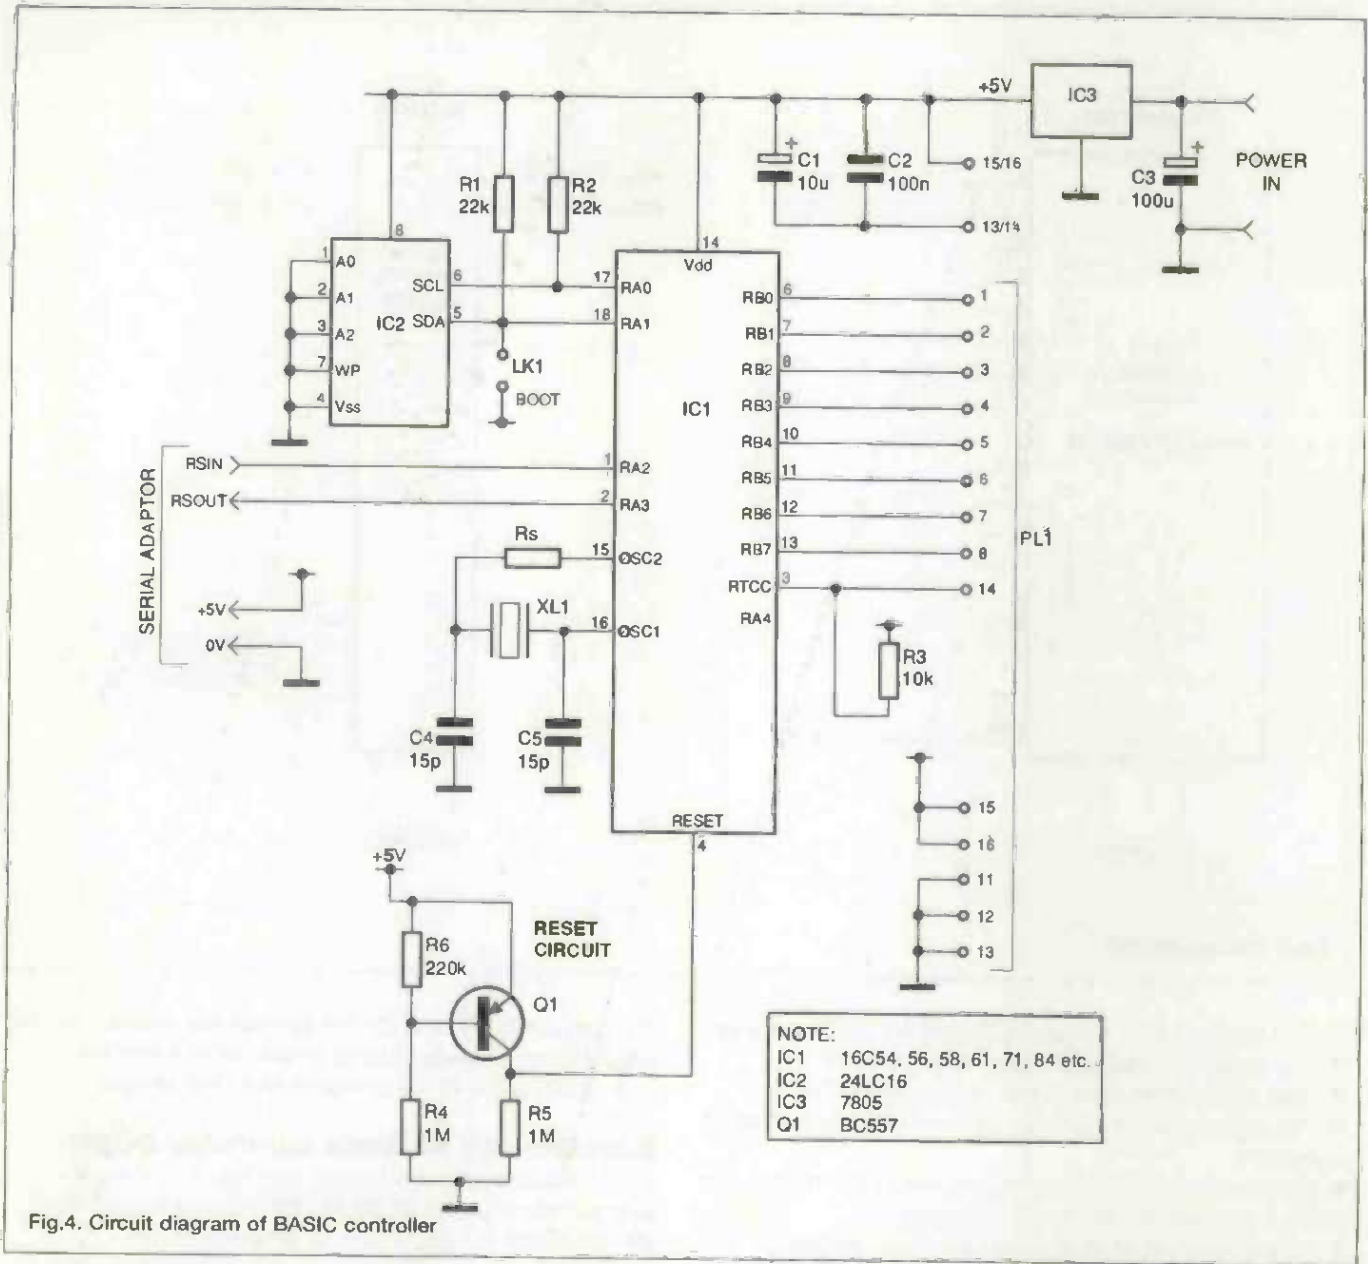 +5V
IC3
15/16
POWER
IN
C1
10u
C2
100n
C3
100u
13/14
R1
22k
R2
22k
8
1
A0
2
A1
3
A2
7
WP
4
Vss
IC2
SCL
6
SDA
5
LK1
BOOT
14
Vdd
17
RA0
18
RA1
IC1
RB0
6
1
RB1
7
2
RB2
8
3
RB3
9
4
RB4
10
5
RB5
11
6
RB6
12
7
RB7
13
8
RTCC
3
14
RA4
PL1
SERIAL ADAPTOR
RSIN
1
RA2
RSOUT
2
RA3
+5V
0V
Rs
15
OSC2
XL1
16
OSC1
C4
15p
C5
15p
R3
10k
RESET
4
15
16
11
12
13
+5V
RESET
CIRCUIT
R6
220k
Q1
R4
1M
R5
1M
NOTE:
IC1 16C54, 56, 58, 61, 71, 84 etc.
IC2 24LC16
IC3 7805
Q1 BC557
Fig.4. Circuit diagram of BASIC controller